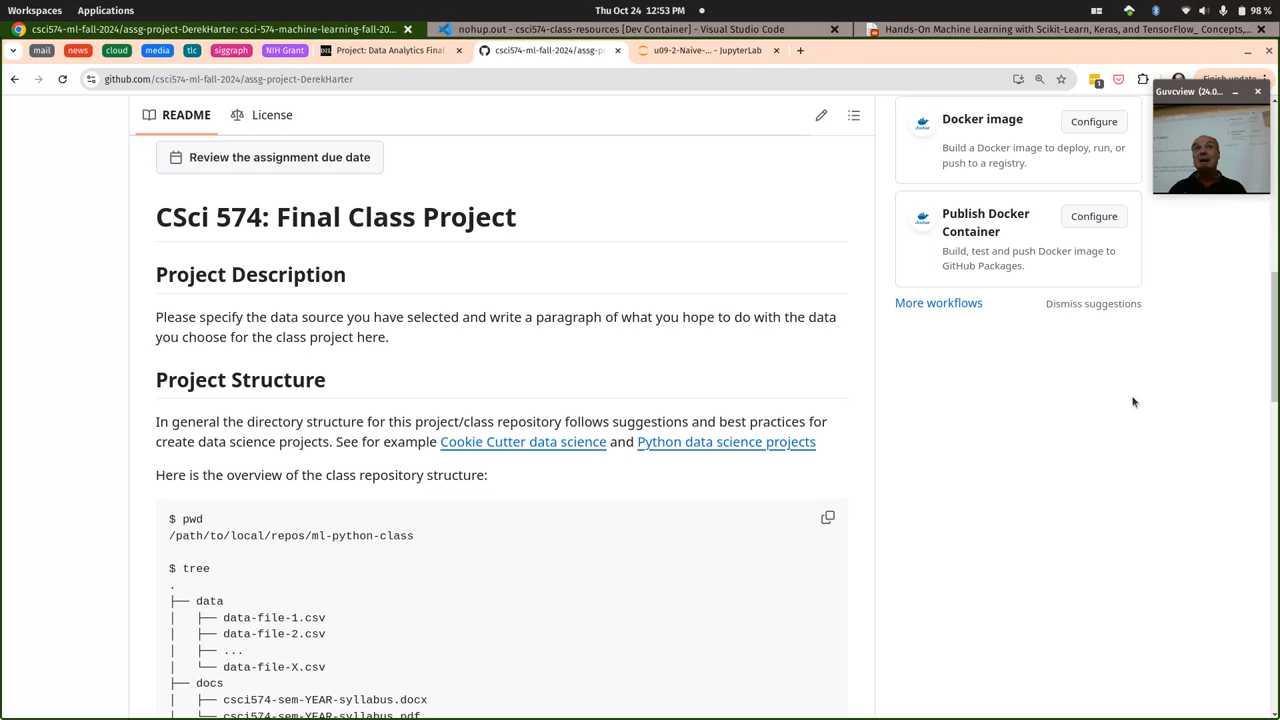 Workspaces Applications Thu Oct 24 12:53 PM 98 %
csci574-ml-fall-2024/assg-project-DerekHarter: csci-574-machine-learning-fall-20...
nohup.out - csci574-class-resources [Dev Container] - Visual Studio Code
Hands-On Machine Learning with Scikit-Learn, Keras, and TensorFlow_ Concepts,...
mail news cloud media tlc siggraph NIH Grant Project: Data Analytics Final csci574-ml-fall-2024/assg-p u09-2-Naive-... - JupyterLab
github.com/csci574-ml-fall-2024/assg-project-DerekHarter
1
Guvcview (24.0...
README License
Review the assignment due date
CSci 574: Final Class Project
Project Description
Please specify the data source you have selected and write a paragraph of what you hope to do with the data
you choose for the class project here.
Project Structure
In general the directory structure for this project/class repository follows suggestions and best practices for
create data science projects. See for example Cookie Cutter data science and Python data science projects
Here is the overview of the class repository structure:
$ pwd
/path/to/local/repos/ml-python-class
$ tree
.
├── data
│   ├── data-file-1.csv
│   ├── data-file-2.csv
│   ├── ...
│   └── data-file-X.csv
├── docs
│   ├── csci574-sem-YEAR-syllabus.docx
│   └── csci574-sem-YEAR-syllabus.pdf
Docker image
Configure
Build a Docker image to deploy, run, or
push to a registry.
Publish Docker
Container
Configure
Build, test and push Docker image to
GitHub Packages.
More workflows Dismiss suggestions